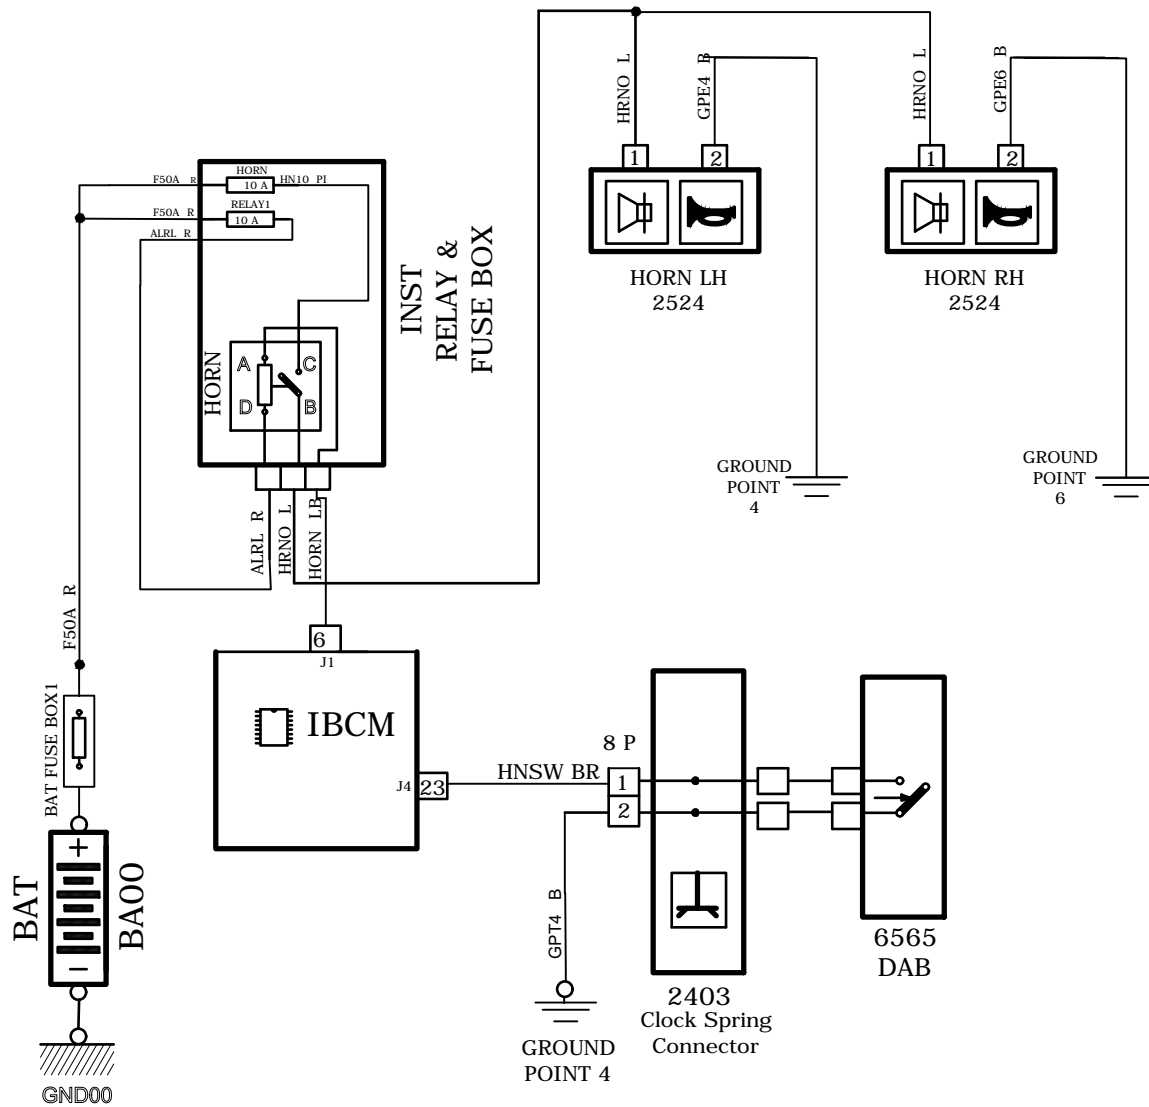 HRNO L
GPE4 B
HRNO L
GPE6 B
1
2
1
2
HORN LH
2524
HORN RH
2524
F50A R
HORN
10 A
HN10 PI
F50A R
RELAY1
10 A
ALRL R
INST
RELAY &
FUSE BOX
HORN
A
C
D
B
GROUND
POINT
4
GROUND
POINT
6
ALRL R
HRNO L
HORN LB
F50A R
6
J1
IBCM
J4
23
HNSW BR
8 P
1
2
BAT FUSE BOX1
BAT
+
−
BA00
GND00
GPT4 B
GROUND
POINT 4
2403
Clock Spring
Connector
6565
DAB